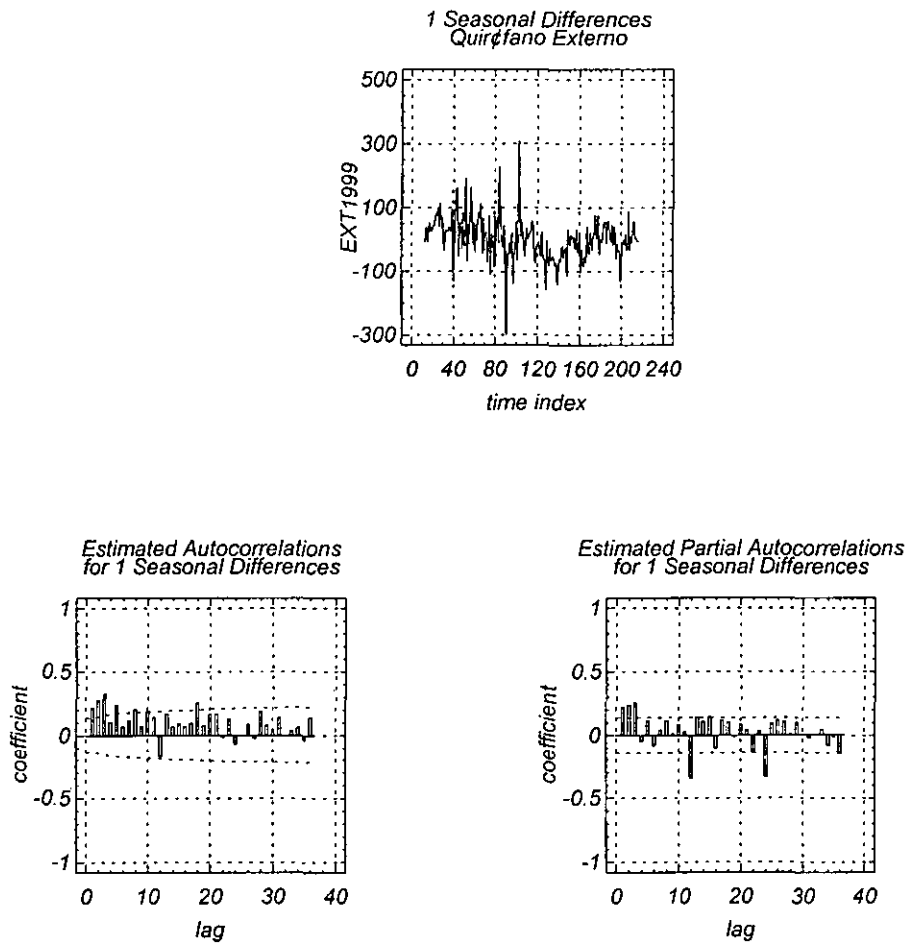 1 Seasonal Differences
Quir¢fano Externo
500
300
100
-100
-300
EXT1999
0 40 80 120 160 200 240
time index
Estimated Autocorrelations
for 1 Seasonal Differences
1
0.5
0
-0.5
-1
coefficient
0 10 20 30 40
lag
Estimated Partial Autocorrelations
for 1 Seasonal Differences
1
0.5
0
-0.5
-1
coefficient
0 10 20 30 40
lag